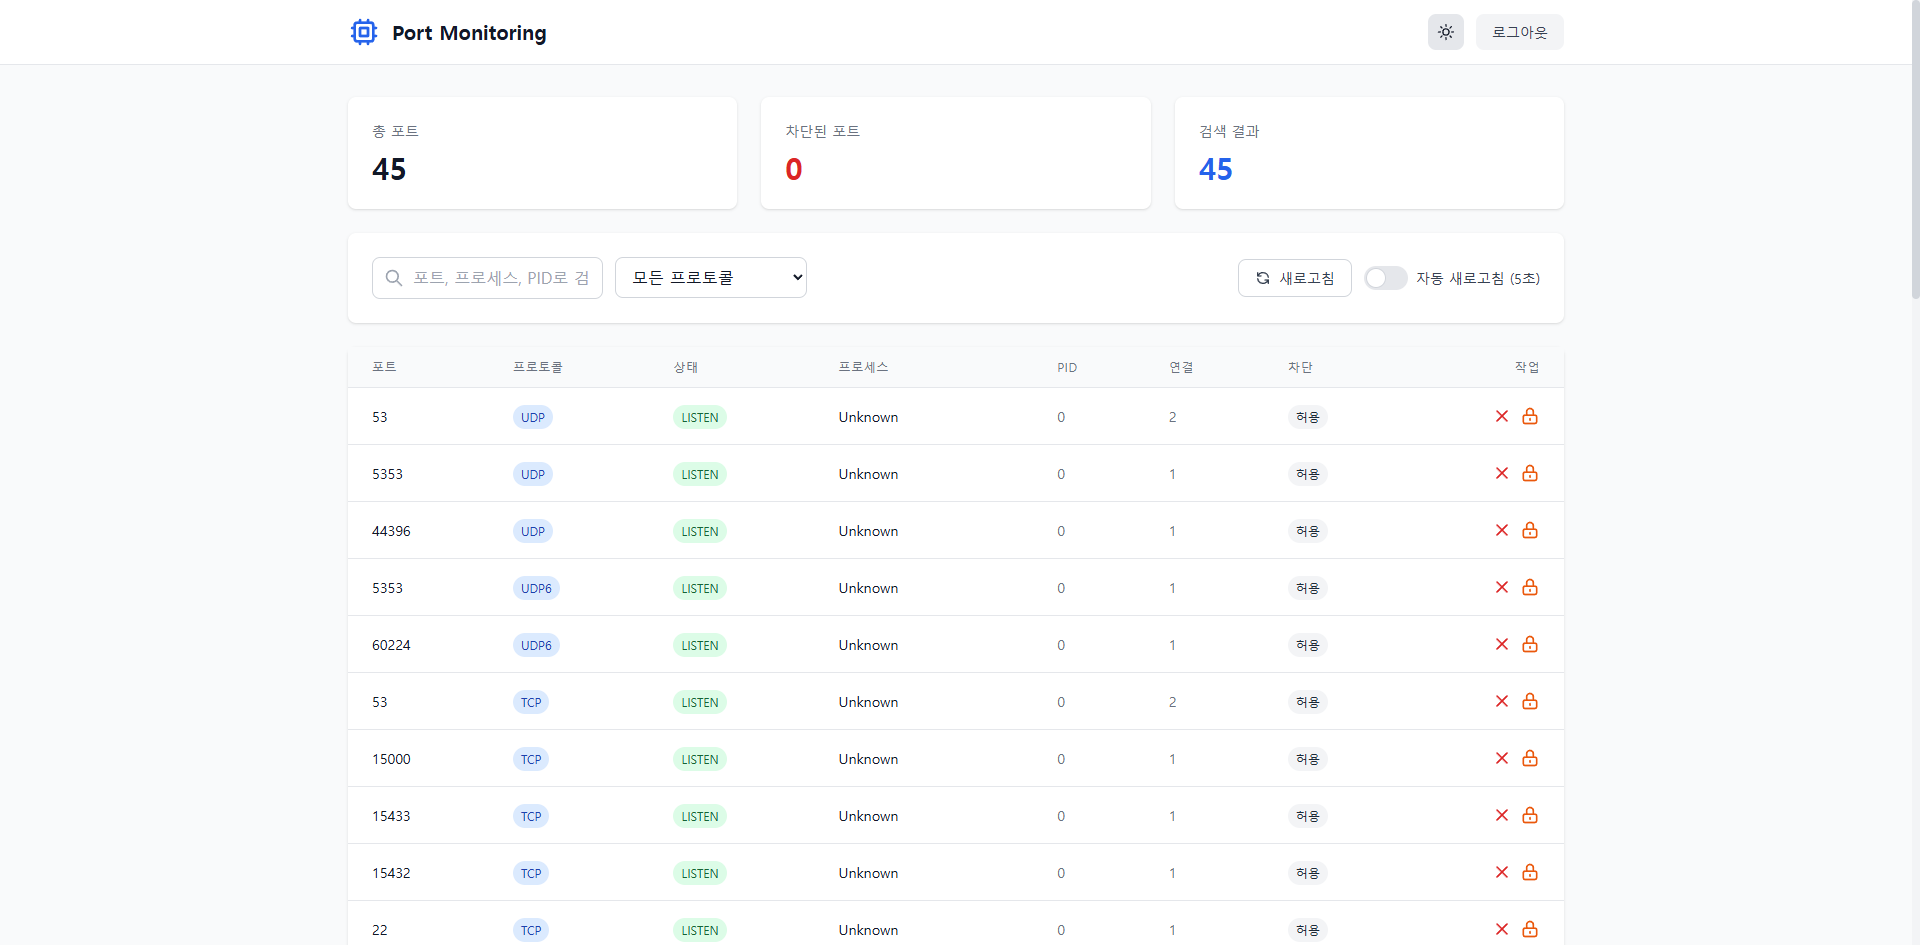 Port Monitoring
로그아웃
총 포트
45
차단된 포트
0
검색 결과
45
포트, 프로세스, PID로 검
모든 프로토콜
새로고침
자동 새로고침 (5초)
포트 프로토콜 상태 프로세스 PID 연결 차단 작업
53 UDP LISTEN Unknown 0 2 허용
5353 UDP LISTEN Unknown 0 1 허용
44396 UDP LISTEN Unknown 0 1 허용
5353 UDP6 LISTEN Unknown 0 1 허용
60224 UDP6 LISTEN Unknown 0 1 허용
53 TCP LISTEN Unknown 0 2 허용
15000 TCP LISTEN Unknown 0 1 허용
15433 TCP LISTEN Unknown 0 1 허용
15432 TCP LISTEN Unknown 0 1 허용
22 TCP LISTEN Unknown 0 1 허용